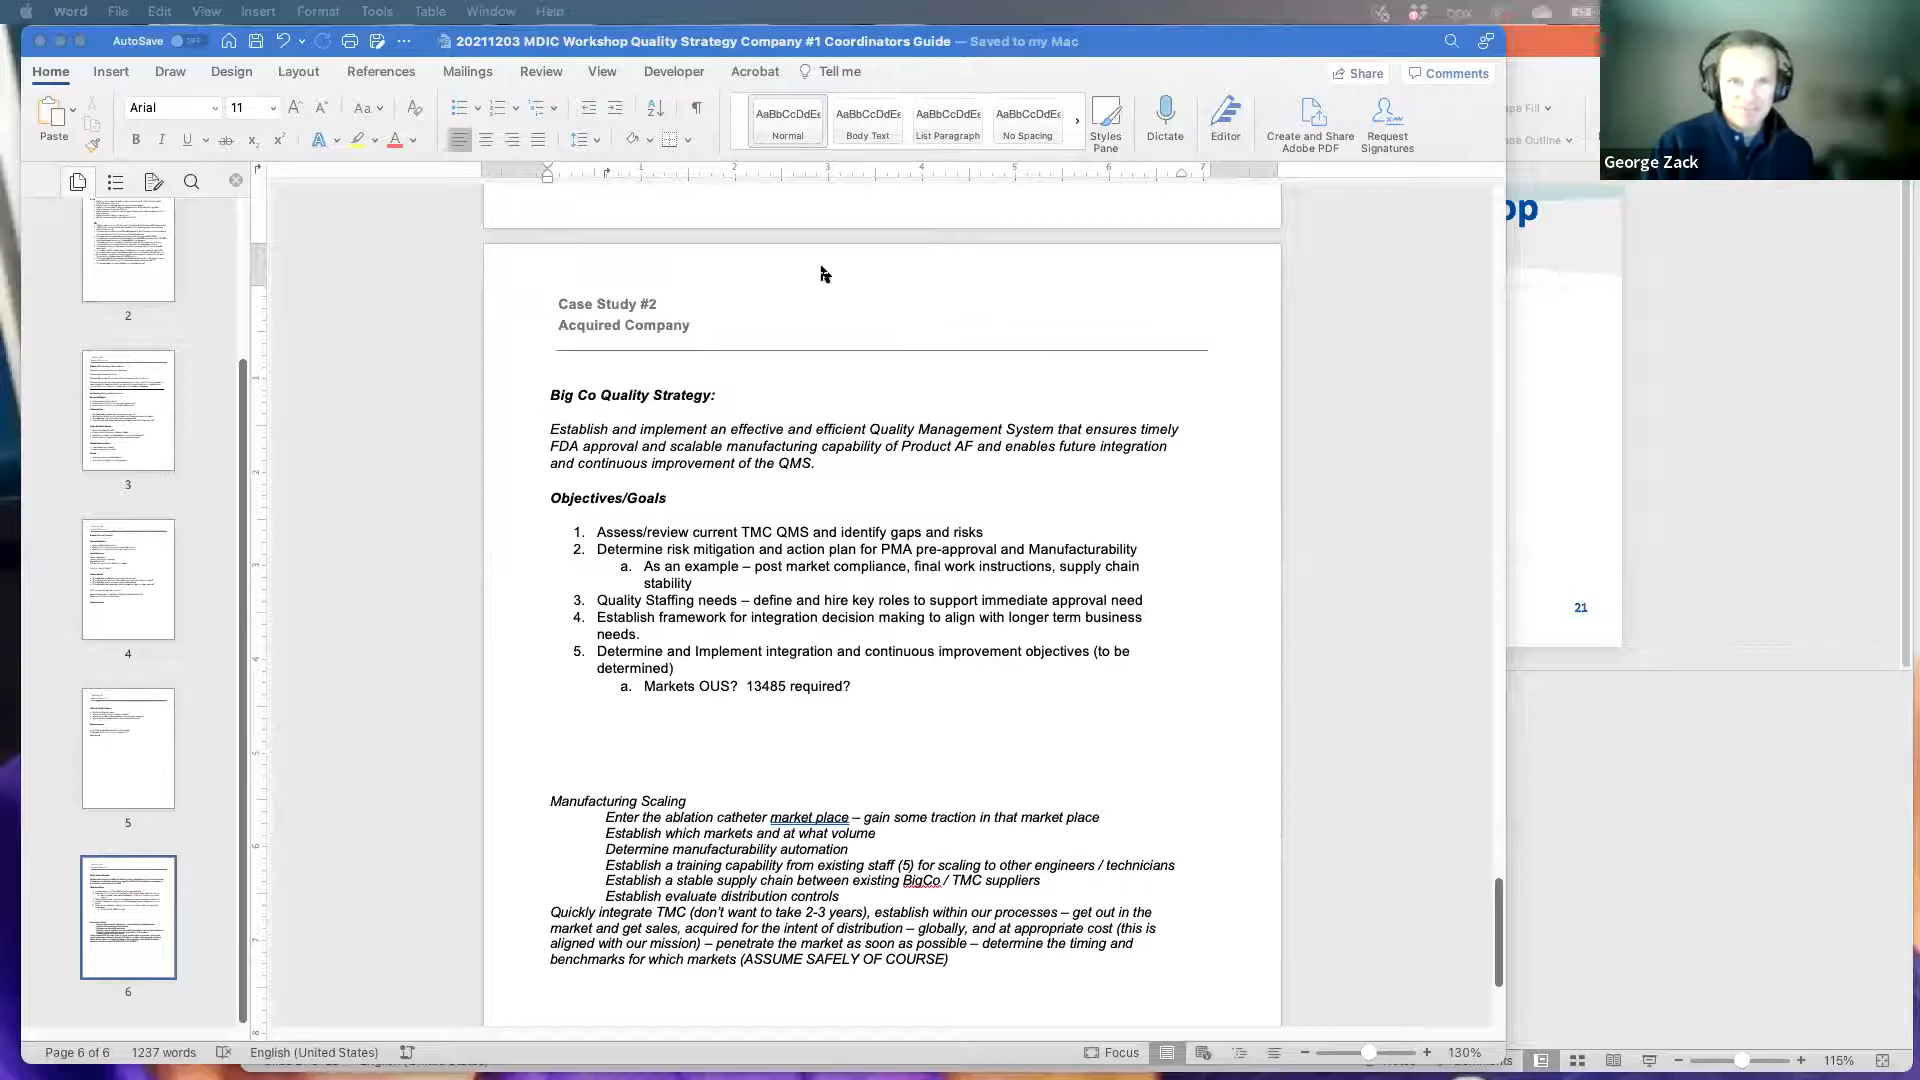 Word File Edit View Insert Format Tools Table Window Help
AutoSave OFF
20211203 MDIC Workshop Quality Strategy Company #1 Coordinators Guide — Saved to my Mac
Home Insert Draw Design Layout References Mailings Review View Developer Acrobat Tell me
Share Comments
Paste
Arial 11
AaBbCcDdEe AaBbCcDdEe AaBbCcDdEe AaBbCcDdEe
Normal Body Text List Paragraph No Spacing
Styles Pane
Dictate
Editor
Create and Share Adobe PDF
Request Signatures
George Zack
op
21
Case Study #2
Acquired Company
Big Co Quality Strategy:
Establish and implement an effective and efficient Quality Management System that ensures timely
FDA approval and scalable manufacturing capability of Product AF and enables future integration
and continuous improvement of the QMS.
Objectives/Goals
1. Assess/review current TMC QMS and identify gaps and risks
2. Determine risk mitigation and action plan for PMA pre-approval and Manufacturability
a. As an example – post market compliance, final work instructions, supply chain
stability
3. Quality Staffing needs – define and hire key roles to support immediate approval need
4. Establish framework for integration decision making to align with longer term business
needs.
5. Determine and Implement integration and continuous improvement objectives (to be
determined)
a. Markets OUS? 13485 required?
Manufacturing Scaling
Enter the ablation catheter market place – gain some traction in that market place
Establish which markets and at what volume
Determine manufacturability automation
Establish a training capability from existing staff (5) for scaling to other engineers / technicians
Establish a stable supply chain between existing BigCo / TMC suppliers
Establish evaluate distribution controls
Quickly integrate TMC (don't want to take 2-3 years), establish within our processes – get out in the
market and get sales, acquired for the intent of distribution – globally, and at appropriate cost (this is
aligned with our mission) – penetrate the market as soon as possible – determine the timing and
benchmarks for which markets (ASSUME SAFELY OF COURSE)
2
3
4
5
6
Page 6 of 6 1237 words English (United States) Focus 130%
115%